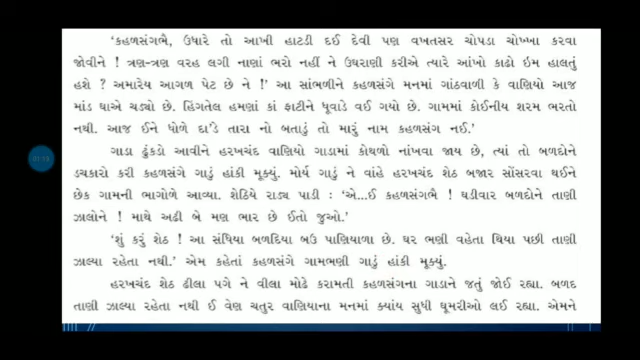 'કહળસંગભૈ, ઉધારે તો આખી હાટડી દઈ દેવી પણ વખતસર ચોપડા ચોખ્ખા કરવા
જોવીને ! ત્રણ-ત્રણ વરહ લગી નાણાં ભરો નહીં ને ઉઘરાણી કરીએ ત્યારે આંખો કાઢો ઇમ હાલતું
હશે ? અમારેય આગળ પેટ છે ને !' આ સાંભળીને કહળસંગે મનમાં ગાંઠવાળી કે વાણિયો આજ
માંડ ઘાએ ચડ્યો છે. હિંગતેલ હમણાં કાં ફાટીને ધૂવાડે વઈ ગયો છે. ગામમાં કોઈનીય શરમ ભરતો
નથી. આજ ઈને ધોળે દા'ડે તારા નો બતાડું તો મારું નામ કહળસંગ નઈ.'
ગાડા ઢૂંકડો આવીને હરખચંદ વાણિયો ગાડામાં કોથળો નાંખવા જાય છે, ત્યાં તો બળદોને
ડચકારો કરી કહળસંગે ગાડું હાંકી મૂક્યું. મોર્ય ગાડું ને વાંહે હરખચંદ શેઠ બજાર સોંસરવા થઈને
છેક ગામની ભાગોળે આવ્યા. શેઠિયે રાડ્ય પાડી : 'એ...ઈ કહળસંગભૈ ! ઘડીવાર બળદોને તાણી
ઝાલોને ! માથે અઢી બે મણ ભાર છે ઈતો જુઓ.'
'શું કરું શેઠ ! આ સંધિયા બળદિયા બઉ પાણિયાળા છે. ઘર ભણી વહેતા થિયા પછી તાણી
ઝાલ્યા રહેતા નથી.' એમ કહેતાં કહળસંગે ગામભણી ગાડું હાંકી મૂક્યું.
હરખચંદ શેઠ ઢીલા પગે ને વીલા મોઢે કરામતી કહળસંગના ગાડાને જતું જોઈ રહ્યા. બળદ
તાણી ઝાલ્યા રહેતા નથી ઈ વેણ ચતુર વાણિયાના મનમાં ક્યાંય સુધી ઘૂમરીઓ લઈ રહ્યા. એમને